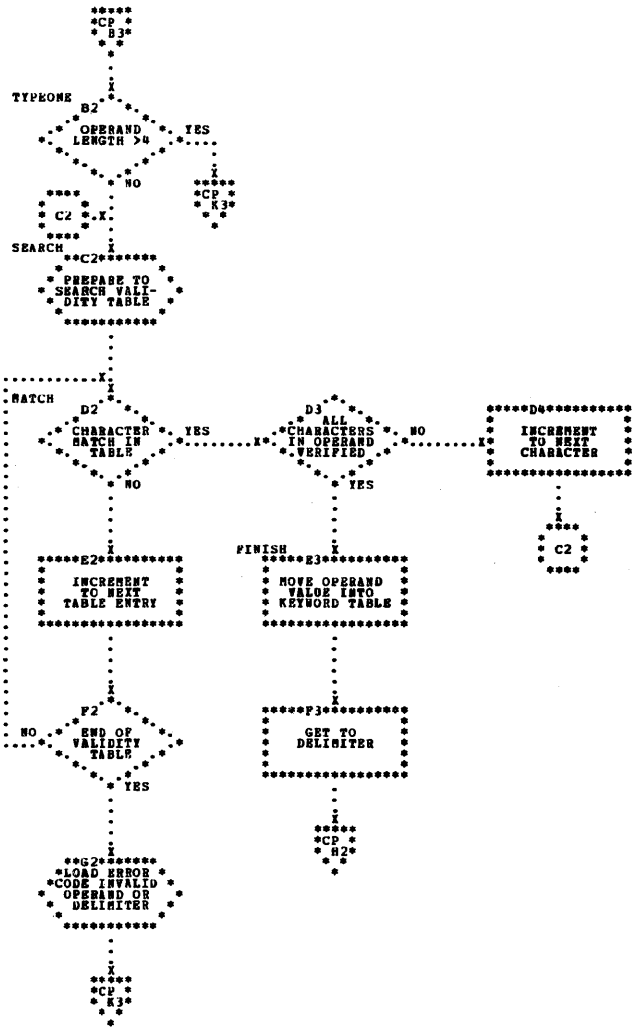 CP
B3
TYPEONE
B2
OPERAND
LENGTH >4
YES
NO
CP
K3
C2
SEARCH
C2
PREPARE TO
SEARCH VALI-
DITY TABLE
MATCH
D2
CHARACTER
MATCH IN
TABLE
YES
NO
D3
ALL
CHARACTERS
IN OPERAND
VERIFIED
NO
YES
D4
INCREMENT
TO NEXT
CHARACTER
C2
E2
INCREMENT
TO NEXT
TABLE ENTRY
FINISH
E3
MOVE OPERAND
VALUE INTO
KEYWORD TABLE
F2
END OF
VALIDITY
TABLE
NO
YES
F3
GET TO
DELIMITER
CP
H2
G2
LOAD ERROR
CODE INVALID
OPERAND OR
DELIMITER
CP
K3